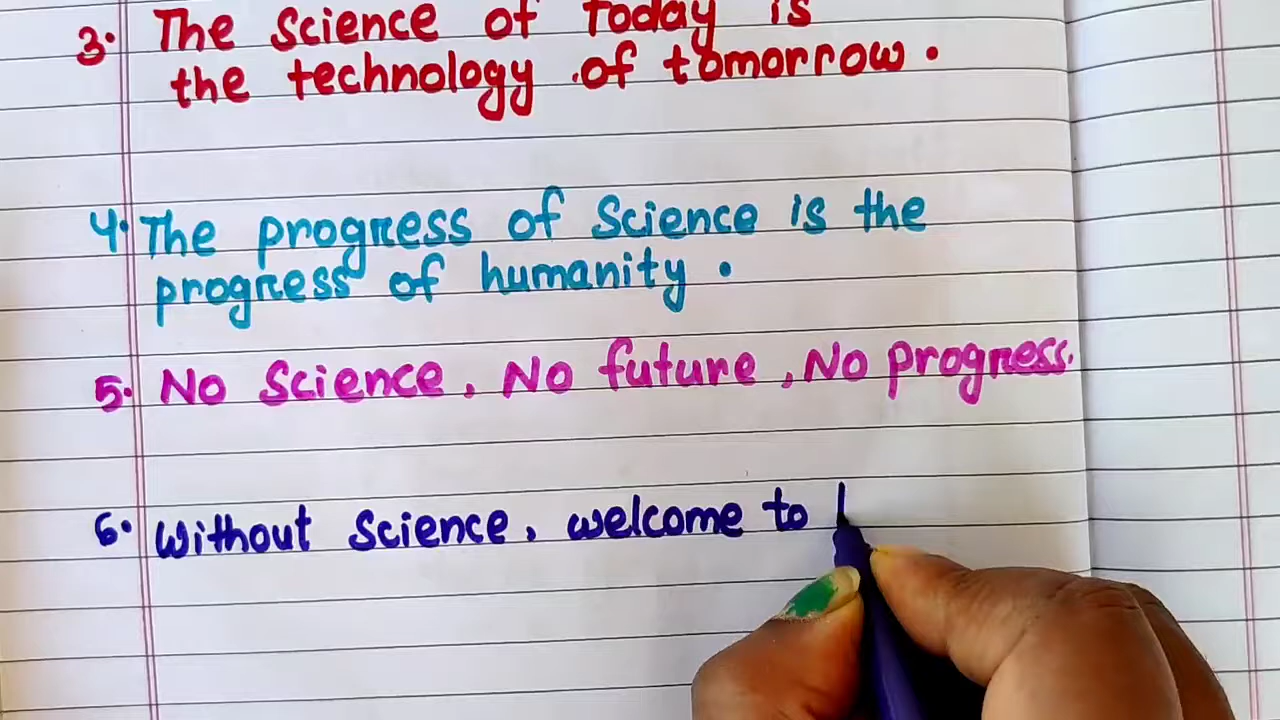 3. The Science of Today is
the technology of tomorrow.
4. The progress of Science is the
progress of humanity.
5. No Science, No future, No progress.
6. Without Science, welcome to